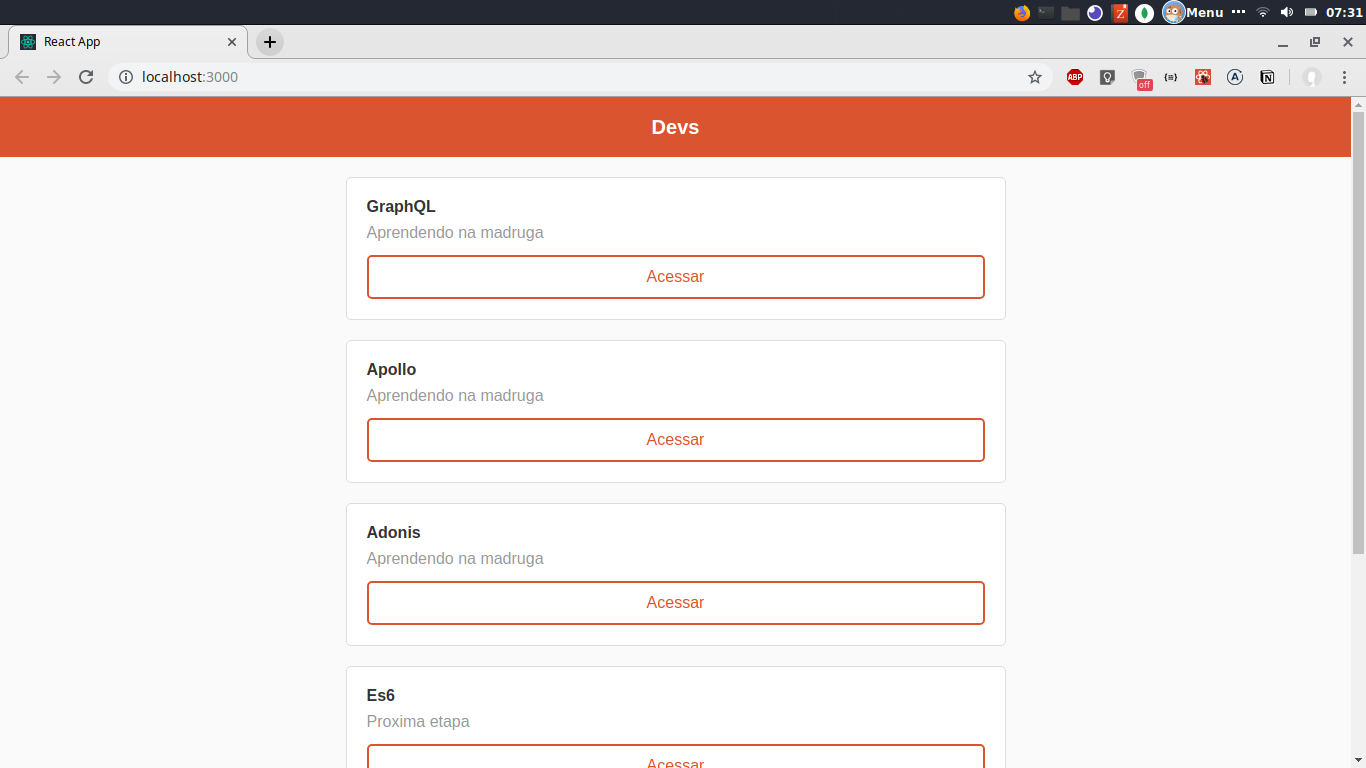 Menu
07:31
React App
localhost:3000
ABP
off
Devs
GraphQL
Aprendendo na madruga
Acessar
Apollo
Aprendendo na madruga
Acessar
Adonis
Aprendendo na madruga
Acessar
Es6
Proxima etapa
Acessar